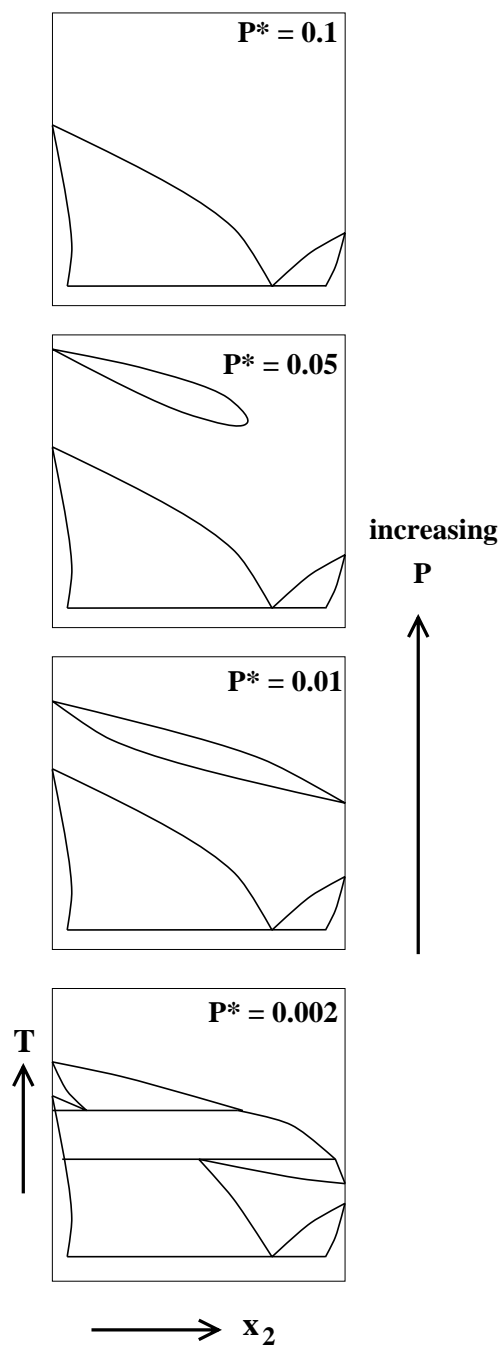 P* = 0.1
P* = 0.05
increasing
P
P* = 0.01
P* = 0.002
T
x₂